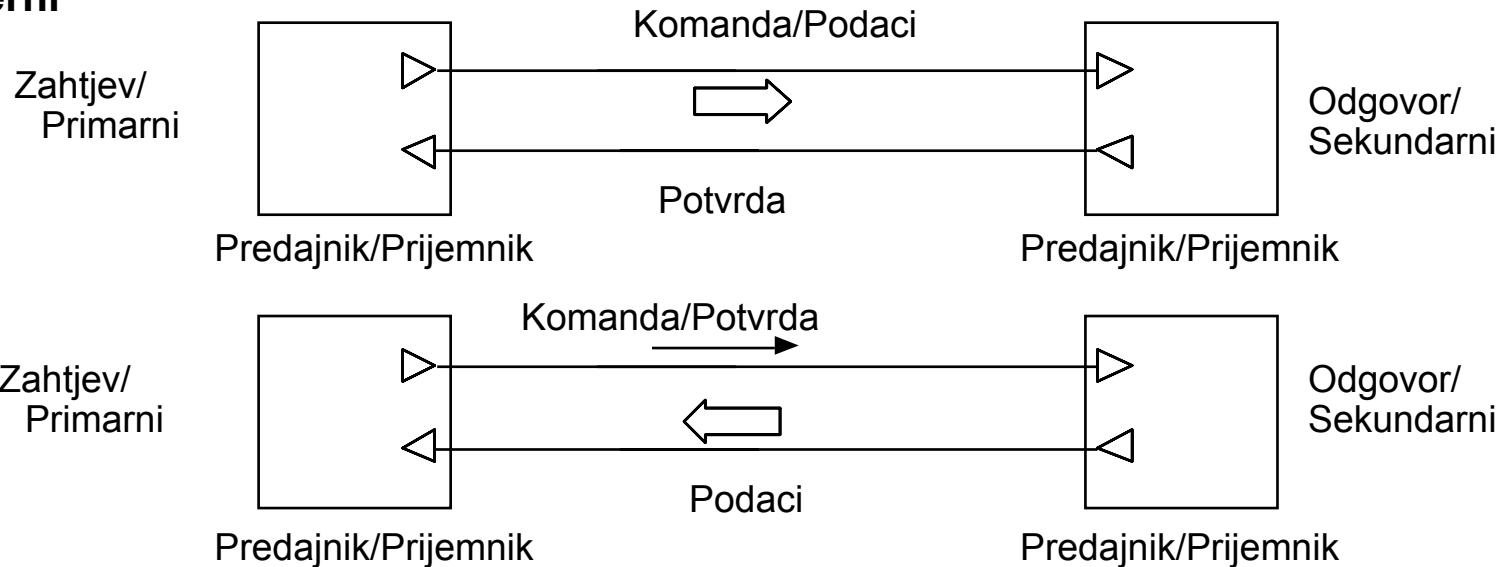 Komanda/Podaci
Zahtjev/
Primarni
Odgovor/
Sekundarni
Potvrda
Predajnik/Prijemnik
Predajnik/Prijemnik
Komanda/Potvrda
Zahtjev/
Primarni
Odgovor/
Sekundarni
Podaci
Predajnik/Prijemnik
Predajnik/Prijemnik